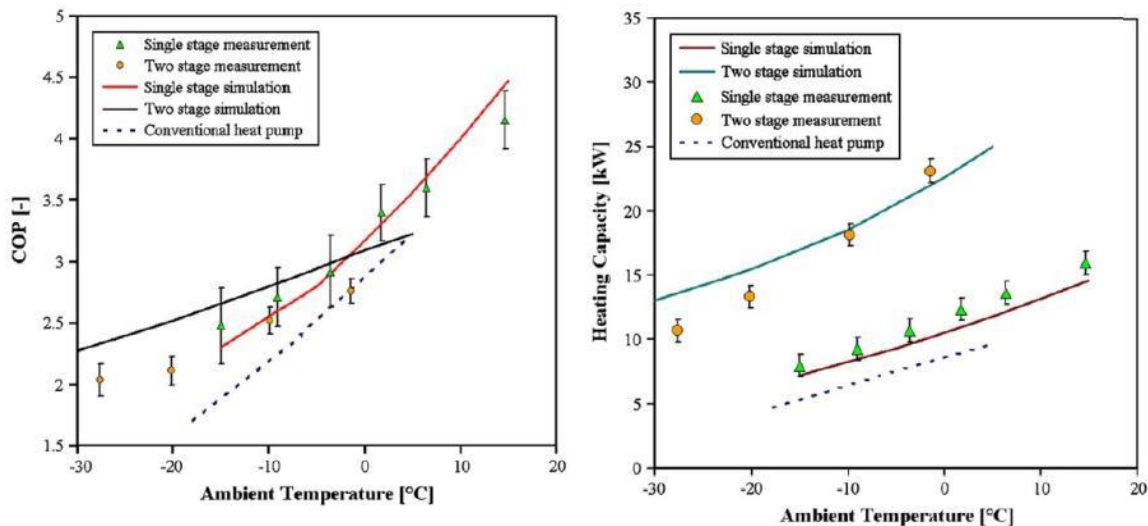 5
4.5
4
3.5
3
2.5
2
1.5
COP [-]
Single stage measurement
Two stage measurement
Single stage simulation
Two stage simulation
Conventional heat pump
-30 -20 -10 0 10 20
Ambient Temperature [°C]
35
30
25
20
15
10
5
0
Heating Capacity [kW]
Single stage simulation
Two stage simulation
Single stage measurement
Two stage measurement
Conventional heat pump
-30 -20 -10 0 10 20
Ambient Temperature [°C]